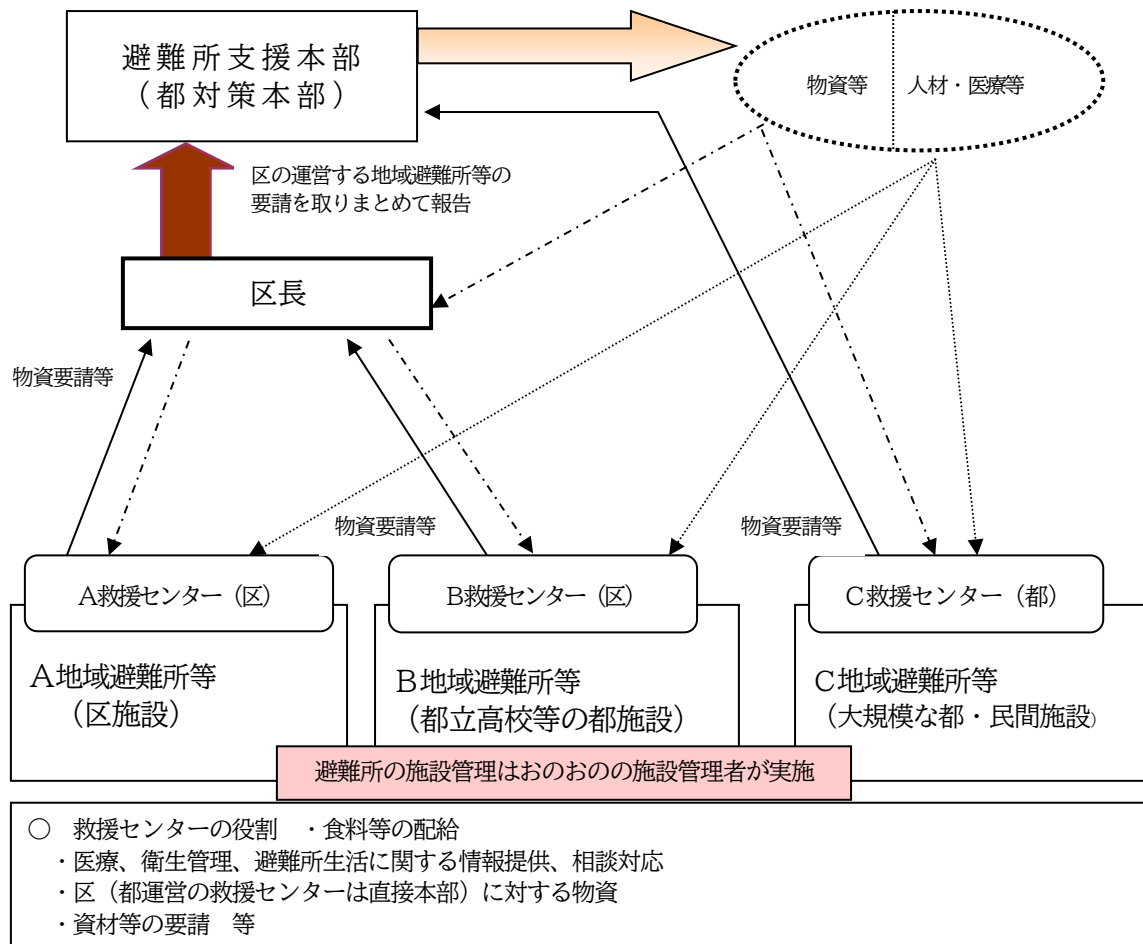 避難所支援本部
（都対策本部）
物資等
人材・医療等
区の運営する地域避難所等の
要請を取りまとめて報告
区長
物資要請等
物資要請等
物資要請等
A救援センター（区）
B救援センター（区）
C救援センター（都）
A地域避難所等
（区施設）
B地域避難所等
（都立高校等の都施設）
C地域避難所等
（大規模な都・民間施設）
避難所の施設管理はおのおのの施設管理者が実施
○　救援センターの役割　・食料等の配給
・医療、衛生管理、避難所生活に関する情報提供、相談対応
・区（都運営の救援センターは直接本部）に対する物資
・資材等の要請　等